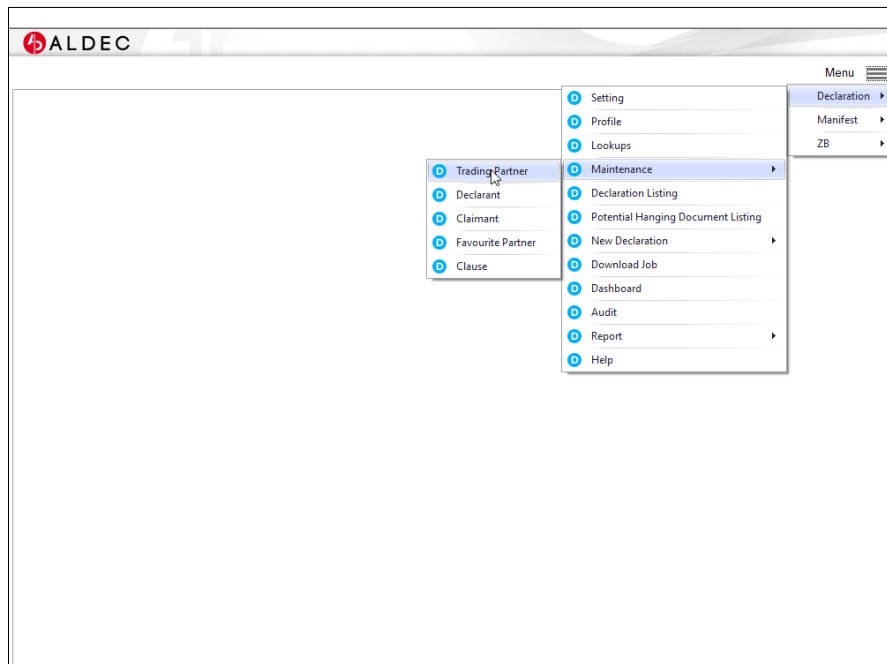 ALDEC
Menu
Declaration
Manifest
ZB
Setting
Profile
Lookups
Maintenance
Declaration Listing
Potential Hanging Document Listing
New Declaration
Download Job
Dashboard
Audit
Report
Help
Trading Partner
Declarant
Claimant
Favourite Partner
Clause